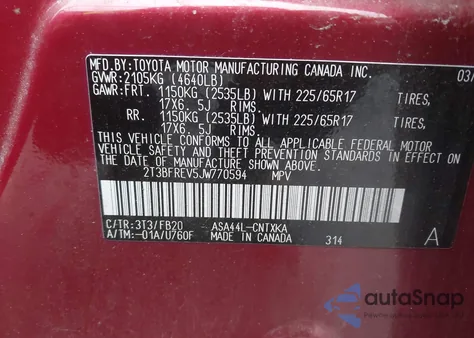 MFD.BY:TOYOTA MOTOR MANUFACTURING CANADA INC. 03/
GVWR:2105KG (4640LB)
GAWR:FRT. 1150KG (2535LB) WITH 225/65R17 TIRES,
17X6.5J RIMS.
RR. 1150KG (2535LB) WITH 225/65R17 TIRES,
17X6.5J RIMS.
THIS VEHICLE CONFORMS TO ALL APPLICABLE FEDERAL MOTOR
VEHICLE SAFETY AND THEFT PREVENTION STANDARDS IN EFFECT
ON THE DATE OF MANUFACTURE SHOWN ABOVE.
2T3BFREV5JW770594 MPV
C/TR:3T3/FB20 ASA44L-CNTXKA
A/TM:-01A/U760F MADE IN CANADA 314 A
autoSnap